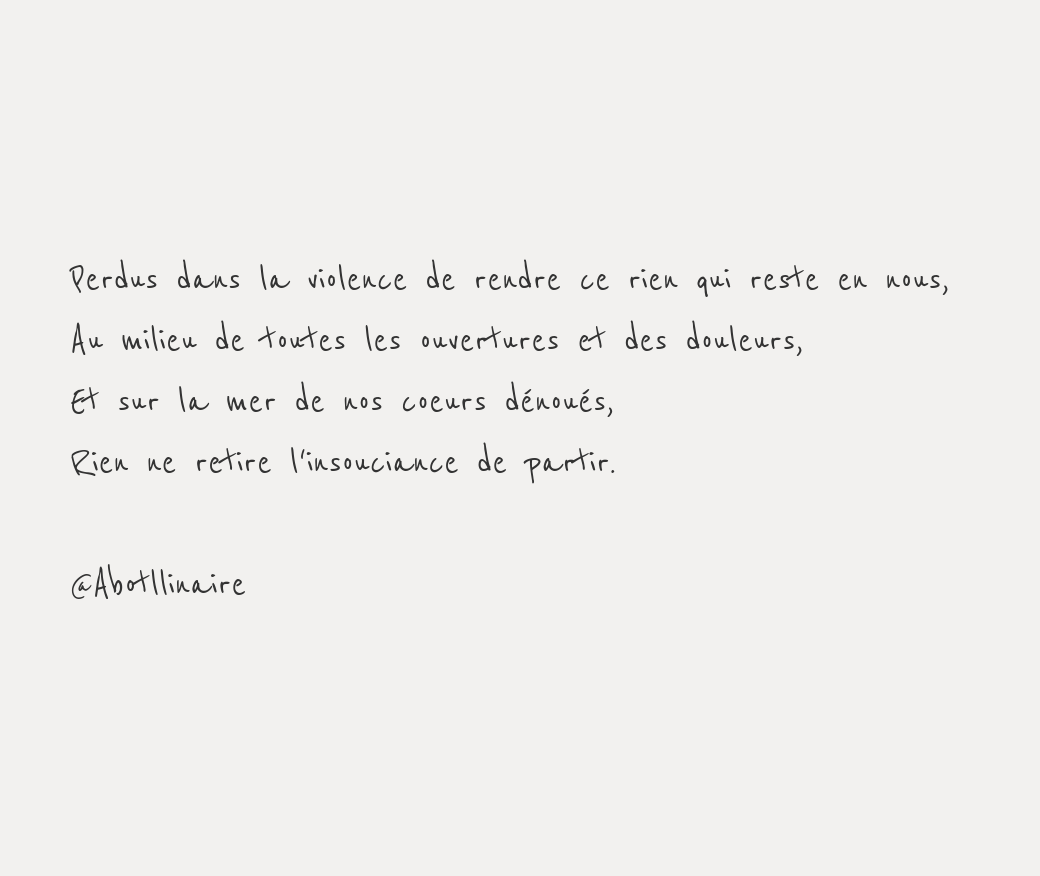 Perdus dans la violence de rendre ce rien qui reste en nous,
Au milieu de toutes les ouvertures et des douleurs,
Et sur la mer de nos coeurs dénoués,
Rien ne retire l'insouciance de partir.
@Abotllinaire